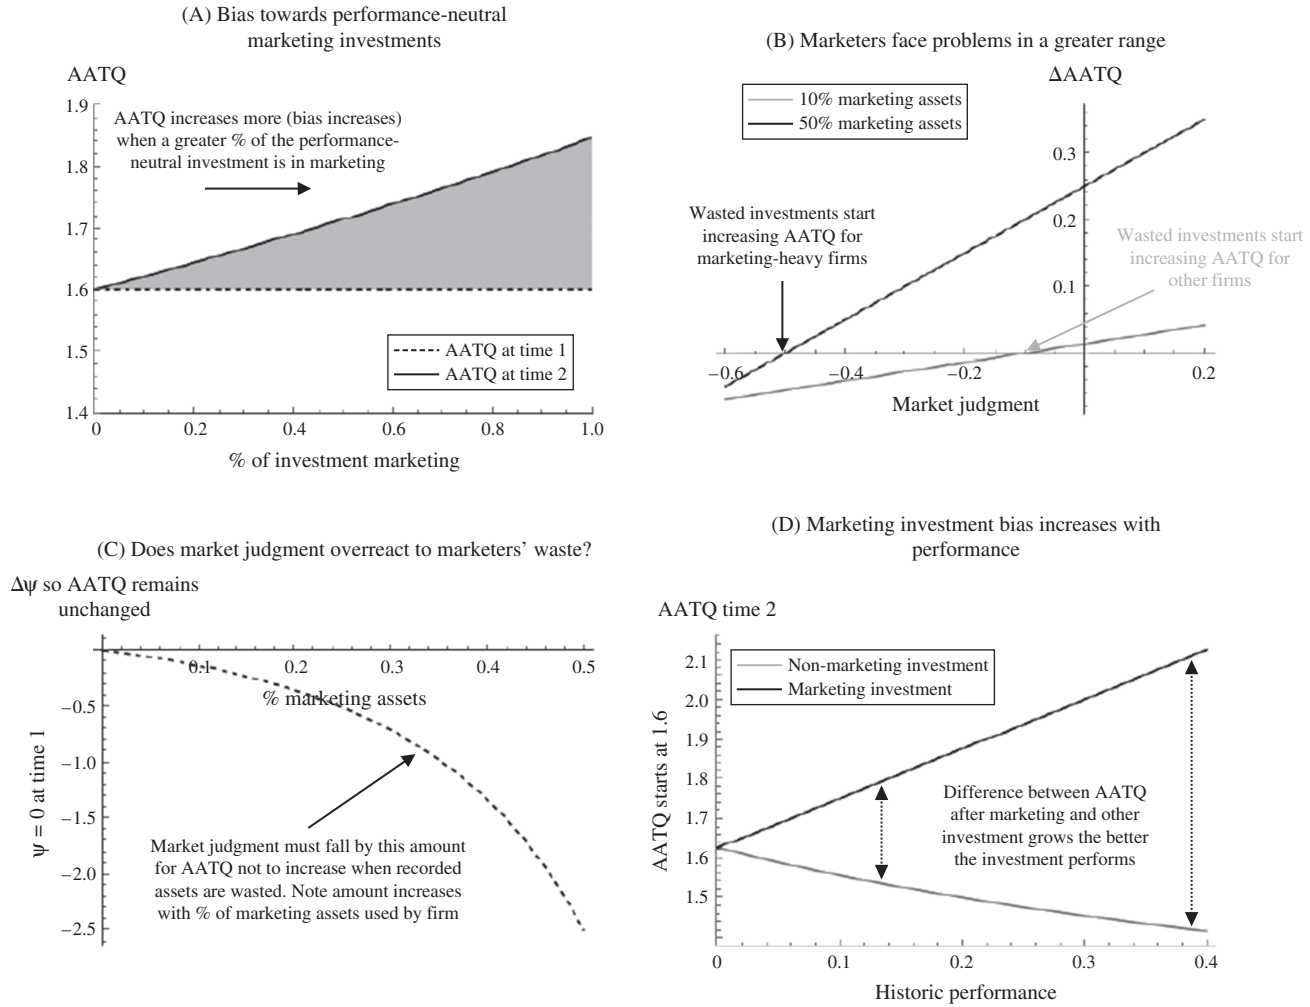 (A) Bias towards performance-neutral
marketing investments
AATQ
1.9
1.8
1.7
1.6
1.5
1.4
AATQ increases more (bias increases)
when a greater % of the performance-
neutral investment is in marketing
AATQ at time 1
AATQ at time 2
0 0.2 0.4 0.6 0.8 1.0
% of investment marketing
(B) Marketers face problems in a greater range
ΔAATQ
10% marketing assets
50% marketing assets
0.3
0.2
0.1
Wasted investments start
increasing AATQ for
marketing-heavy firms
Wasted investments start
increasing AATQ for
other firms
−0.6 −0.4 −0.2 0.2
Market judgment
(C) Does market judgment overreact to marketers’ waste?
Δψ so AATQ remains
unchanged
0.1 0.2 0.3 0.4 0.5
% marketing assets
−0.5
−1.0
−1.5
−2.0
−2.5
ψ = 0 at time 1
Market judgment must fall by this amount
for AATQ not to increase when recorded
assets are wasted. Note amount increases
with % of marketing assets used by firm
(D) Marketing investment bias increases with
performance
AATQ time 2
Non-marketing investment
Marketing investment
2.1
2.0
1.9
1.8
1.7
1.6
1.5
AATQ starts at 1.6
Difference between AATQ
after marketing and other
investment grows the better
the investment performs
0 0.1 0.2 0.3 0.4
Historic performance